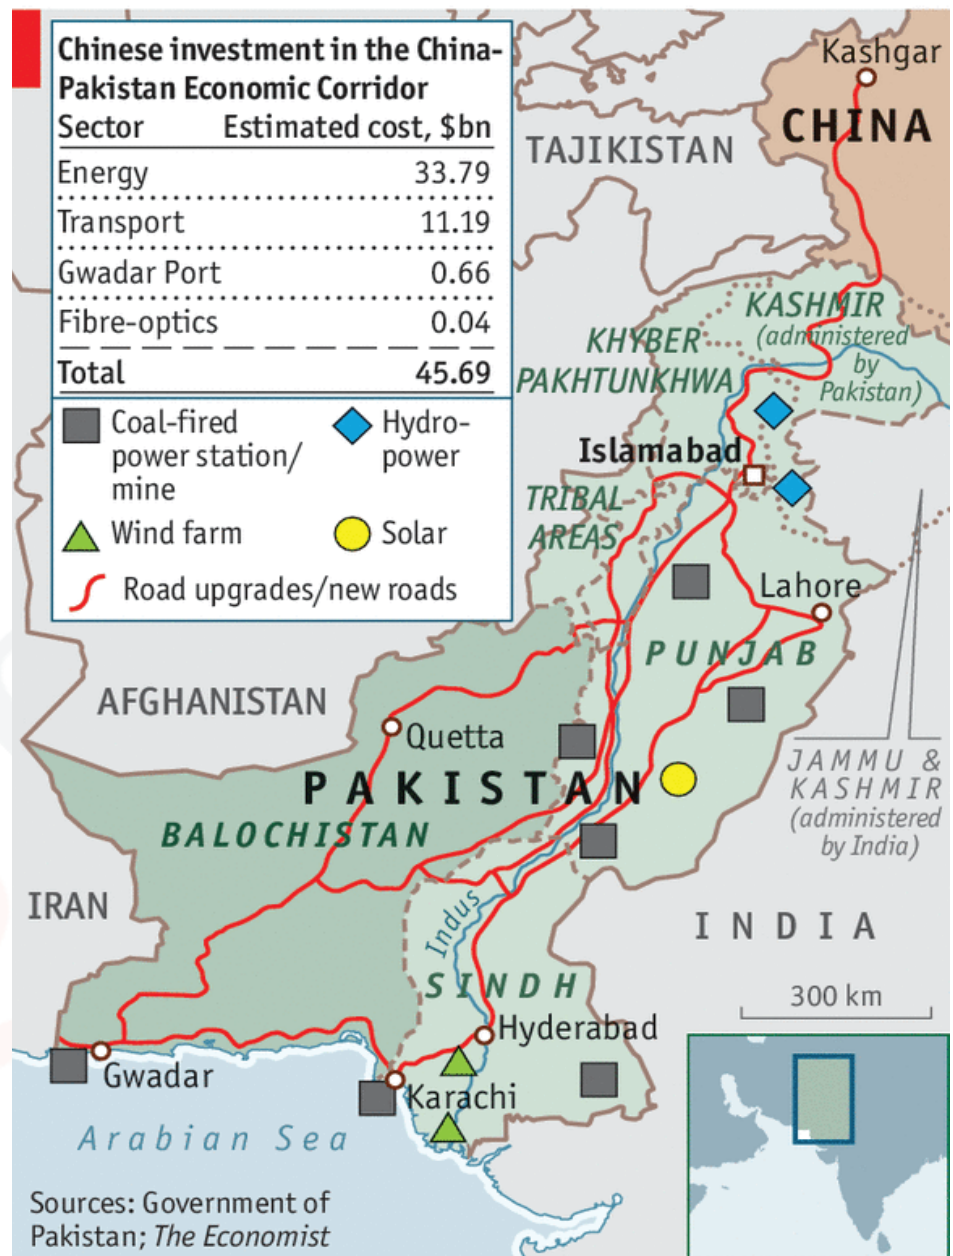 Chinese investment in the China-
Pakistan Economic Corridor
Sector Estimated cost, $bn
Energy 33.79
Transport 11.19
Gwadar Port 0.66
Fibre-optics 0.04
Total 45.69
Coal-fired
power station/
mine
Hydro-
power
Wind farm
Solar
Road upgrades/new roads
Kashgar
CHINA
TAJIKISTAN
KASHMIR
(administered
by
Pakistan)
KHYBER
PAKHTUNKHWA
Islamabad
TRIBAL
AREAS
Lahore
PUNJAB
AFGHANISTAN
Quetta
PAKISTAN
BALOCHISTAN
JAMMU &
KASHMIR
(administered
by India)
IRAN
Indus
INDIA
SINDH
300 km
Hyderabad
Gwadar
Karachi
Arabian Sea
Sources: Government of
Pakistan; The Economist